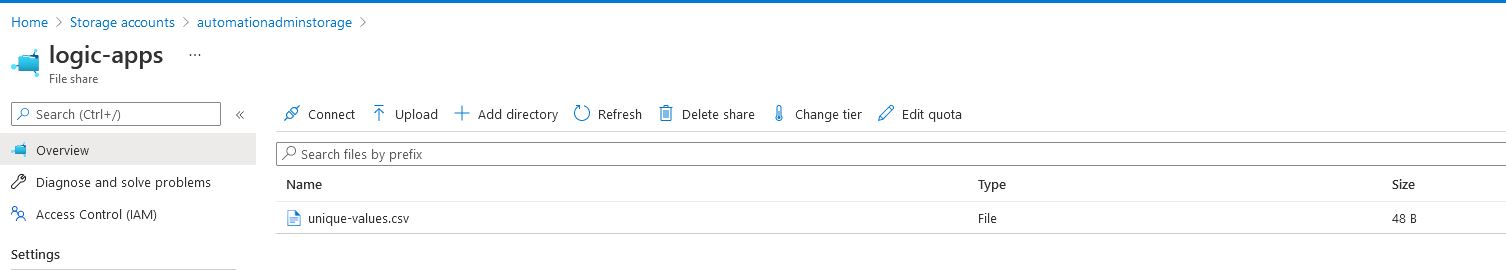 Home > Storage accounts > automationadminstorage >
logic-apps ...
File share
Search (Ctrl+/) «
Connect Upload Add directory Refresh Delete share Change tier Edit quota
Overview
Search files by prefix
Diagnose and solve problems
Name Type Size
Access Control (IAM)
unique-values.csv File 48 B
Settings